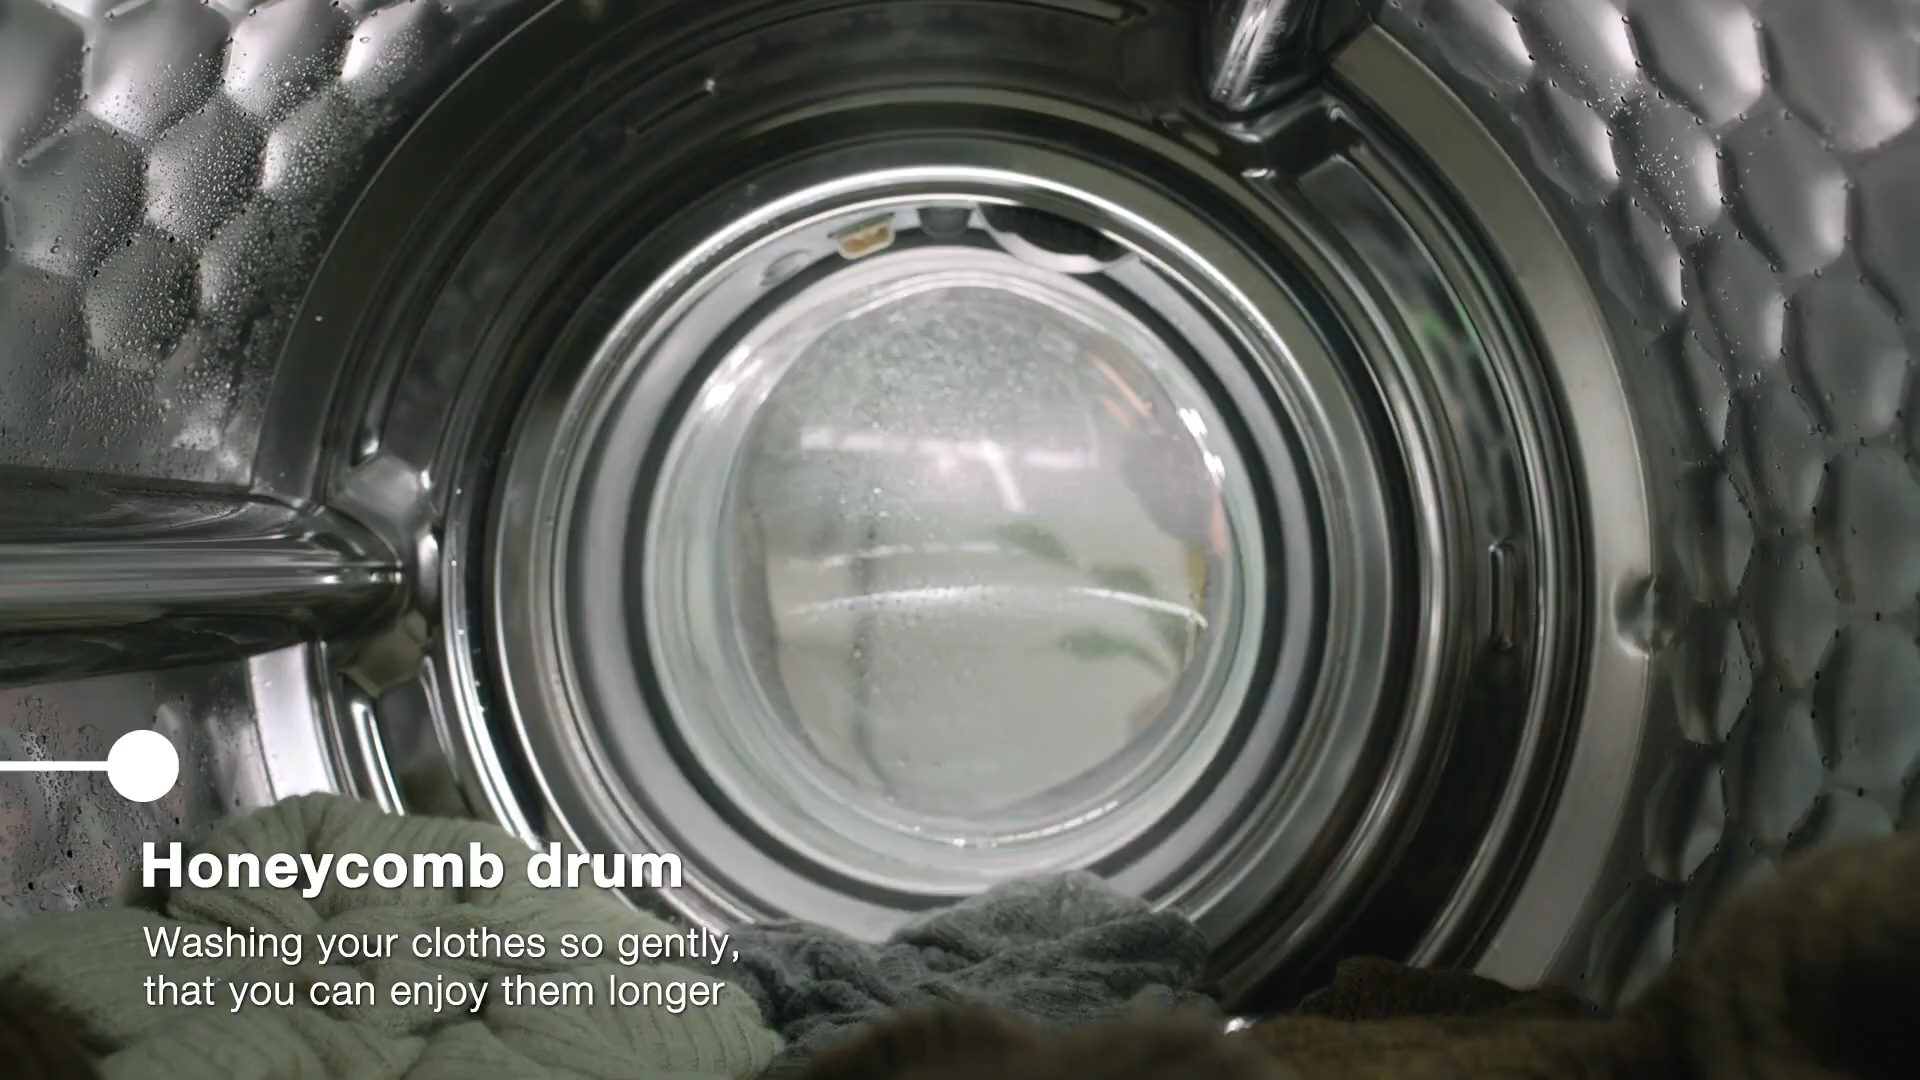 Honeycomb drum
Washing your clothes so gently,
that you can enjoy them longer